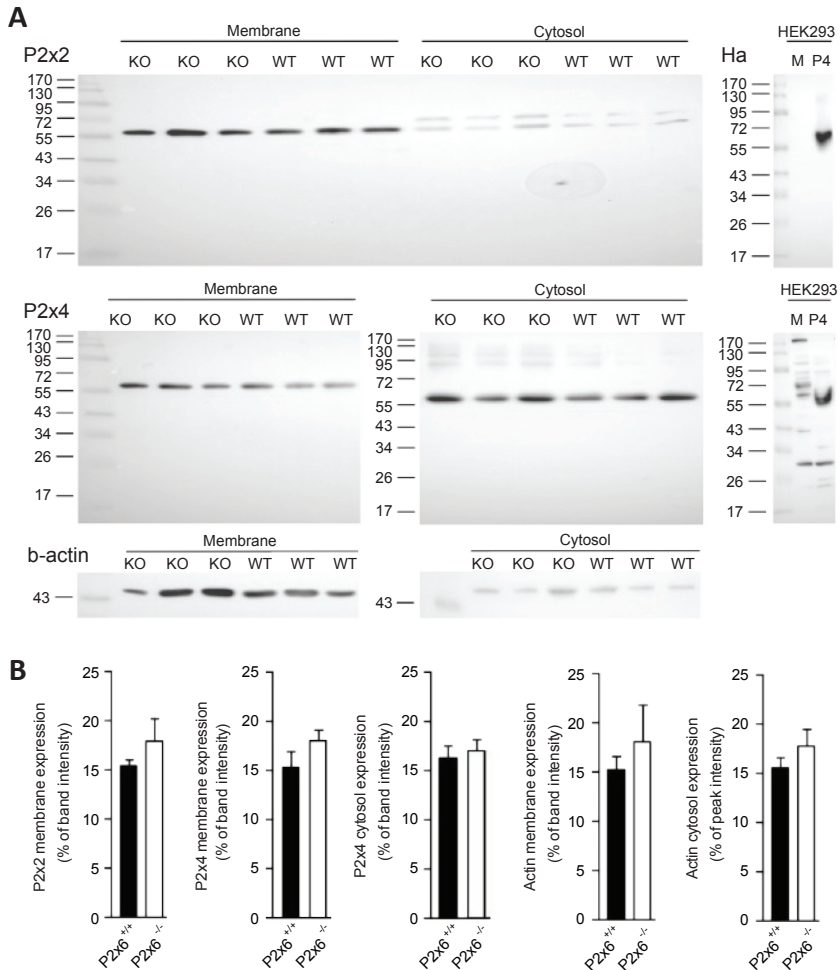 A
Membrane
Cytosol
HEK293
P2x2
KO KO KO WT WT WT KO KO KO WT WT WT
Ha
M P4
170
130
95
72
55
43
34
26
17
170
130
95
72
55
43
34
26
17
Membrane
Cytosol
HEK293
P2x4
KO KO KO WT WT WT
KO KO KO WT WT WT
M P4
170
130
95
72
55
43
34
26
17
170
130
95
72
55
43
34
26
17
170
130
95
72
55
43
34
26
17
b-actin
Membrane
Cytosol
KO KO KO WT WT WT
KO KO KO WT WT WT
43
43
B
P2x2 membrane expression
(% of band intensity)
25
20
15
10
5
0
P2x6+/+
P2x6-/-
P2x4 membrane expression
(% of band intensity)
25
20
15
10
5
0
P2x6+/+
P2x6-/-
P2x4 cytosol expression
(% of band intensity)
25
20
15
10
5
0
P2x6+/+
P2x6-/-
Actin membrane expression
(% of band intensity)
25
20
15
10
5
0
P2x6+/+
P2x6-/-
Actin cytosol expression
(% of peak intensity)
25
20
15
10
5
0
P2x6+/+
P2x6-/-